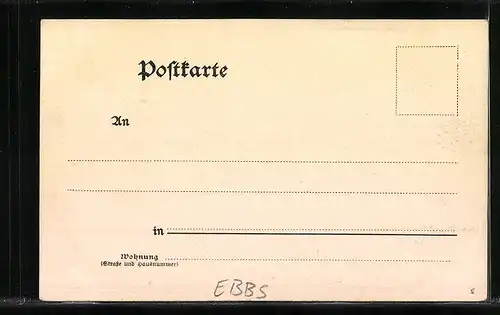 Poſtkarte
An
in
Wohnung
(Straße und Hausnummer)
EBBS